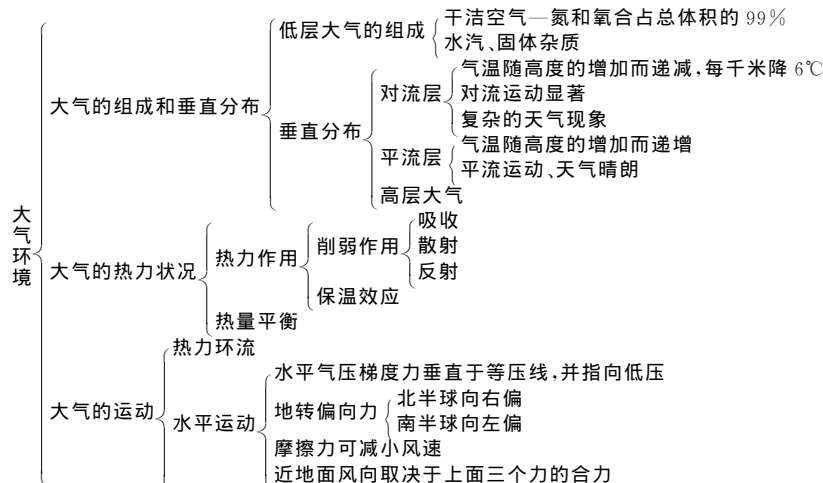 大气环境
大气的组成和垂直分布
低层大气的组成
干洁空气—氮和氧合占总体积的 99%
水汽、固体杂质
垂直分布
对流层
气温随高度的增加而递减,每千米降 6℃
对流运动显著
复杂的天气现象
平流层
气温随高度的增加而递增
平流运动、天气晴朗
高层大气
大气的热力状况
热力作用
削弱作用
吸收
散射
反射
保温效应
热量平衡
大气的运动
热力环流
水平运动
水平气压梯度力垂直于等压线,并指向低压
地转偏向力
北半球向右偏
南半球向左偏
摩擦力可减小风速
近地面风向取决于上面三个力的合力